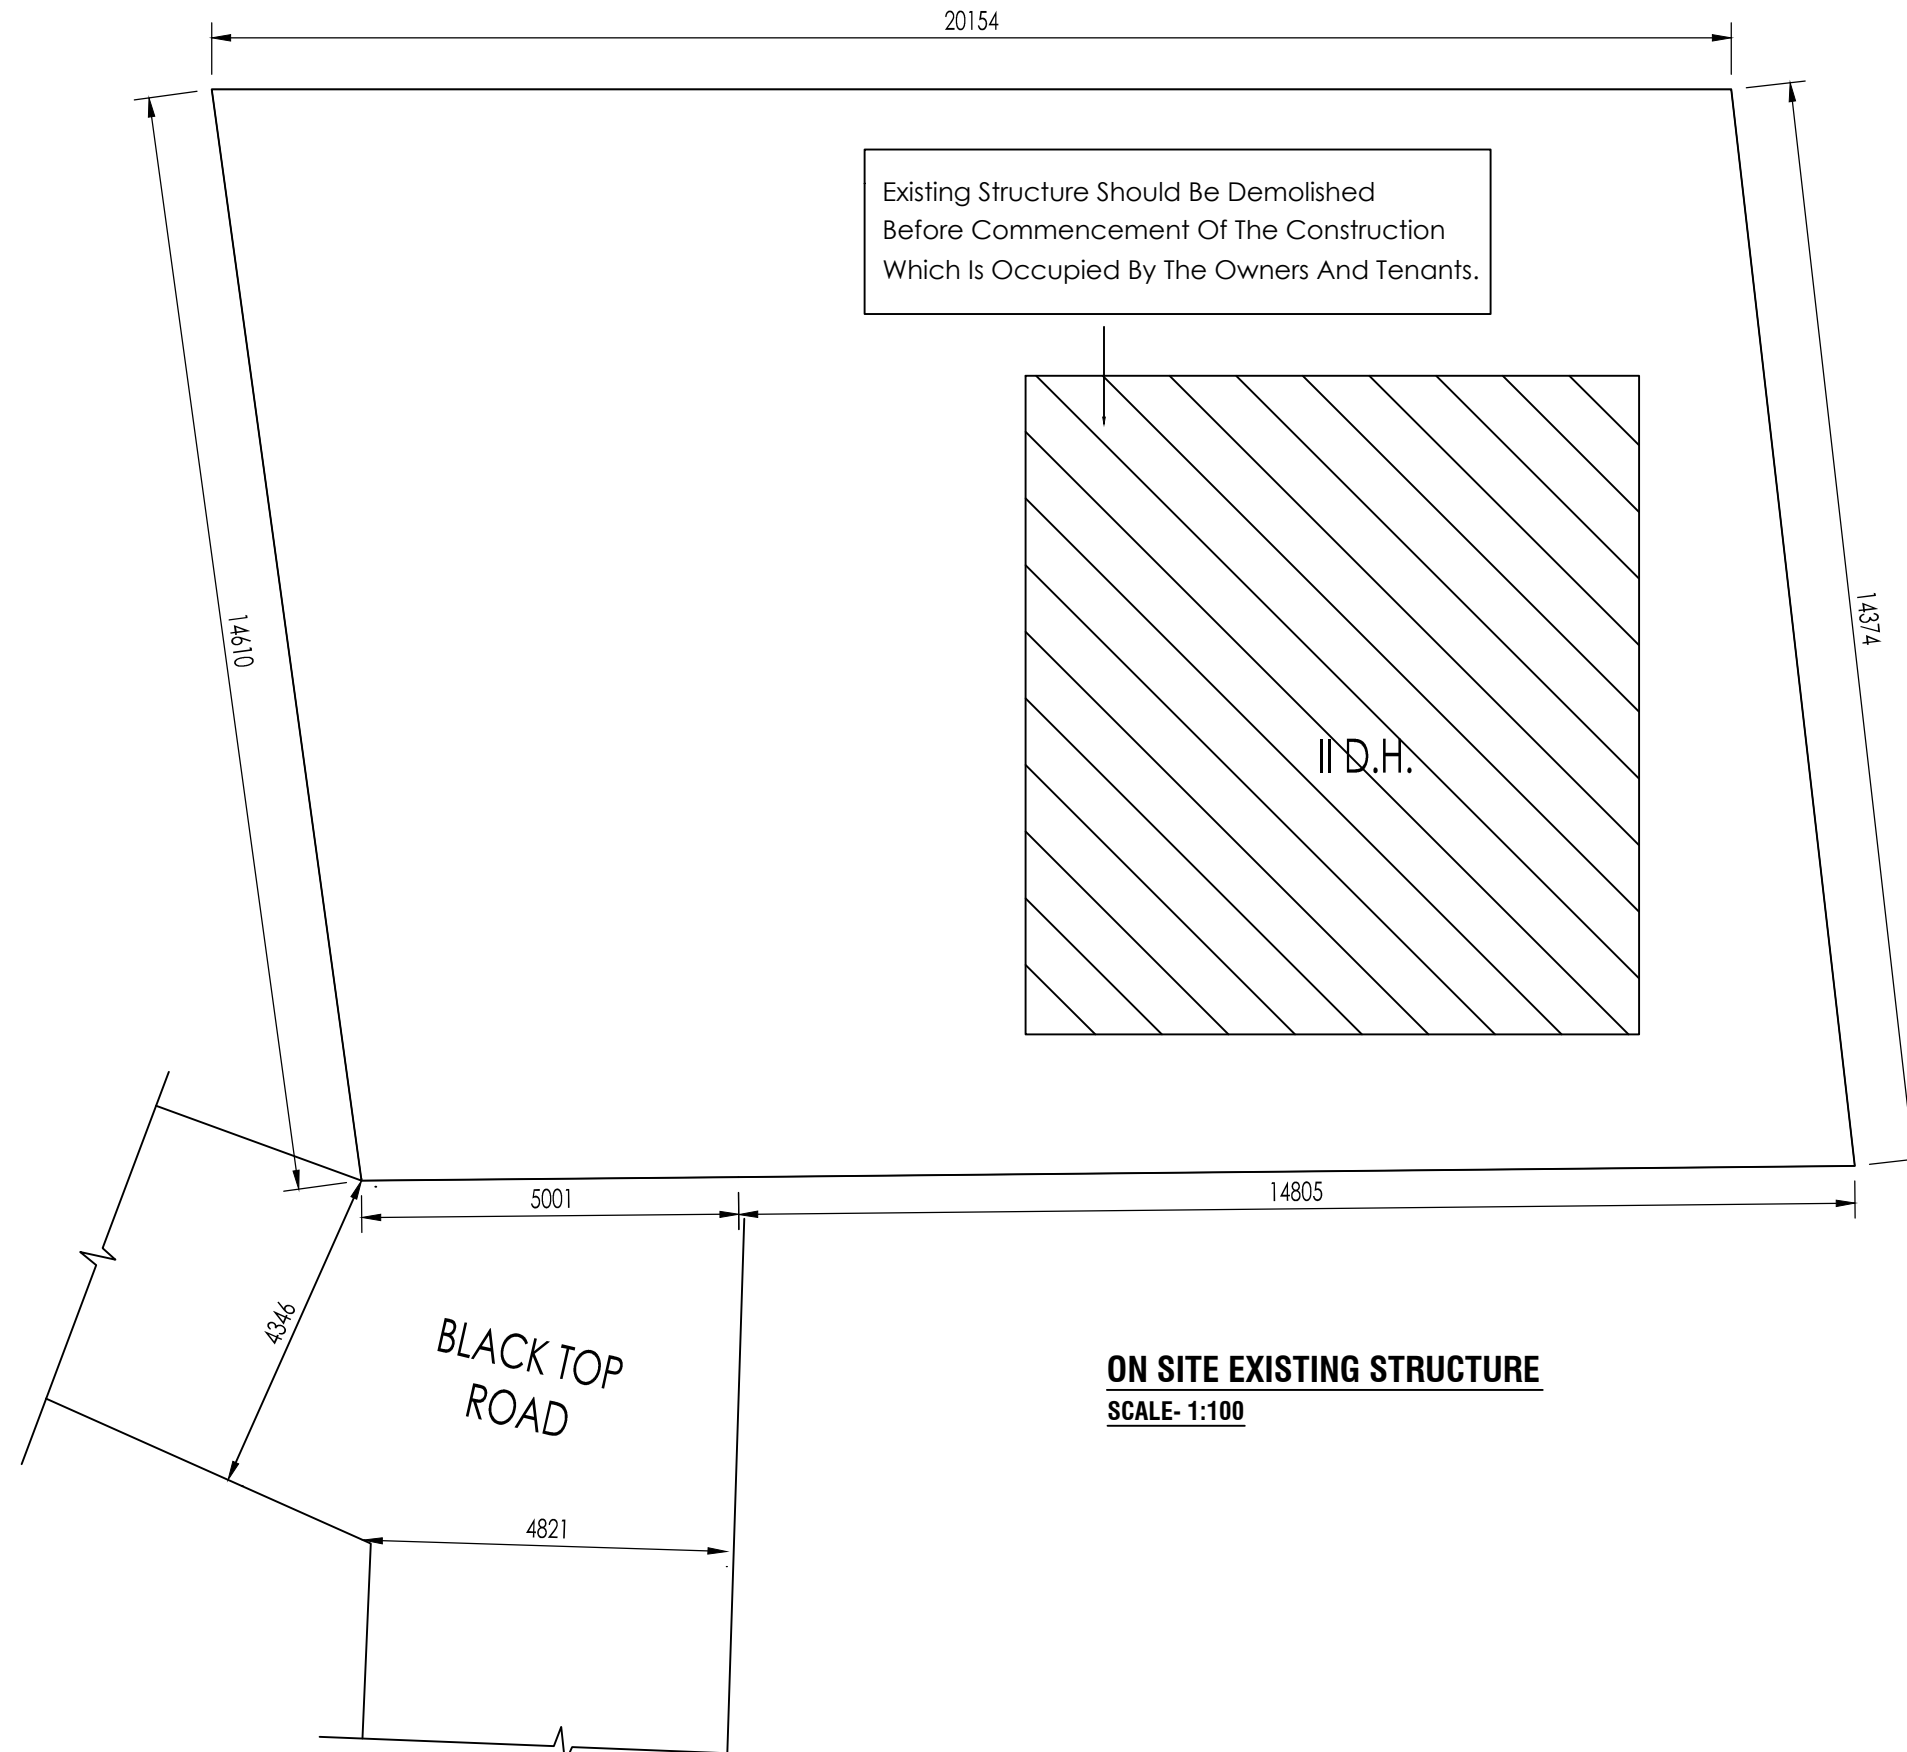 20154
Existing Structure Should Be Demolished
Before Commencement Of The Construction
Which Is Occupied By The Owners And Tenants.
14610
14374
II D.H.
5001
14805
4346
BLACK TOP
ROAD
4821
ON SITE EXISTING STRUCTURE
SCALE- 1:100